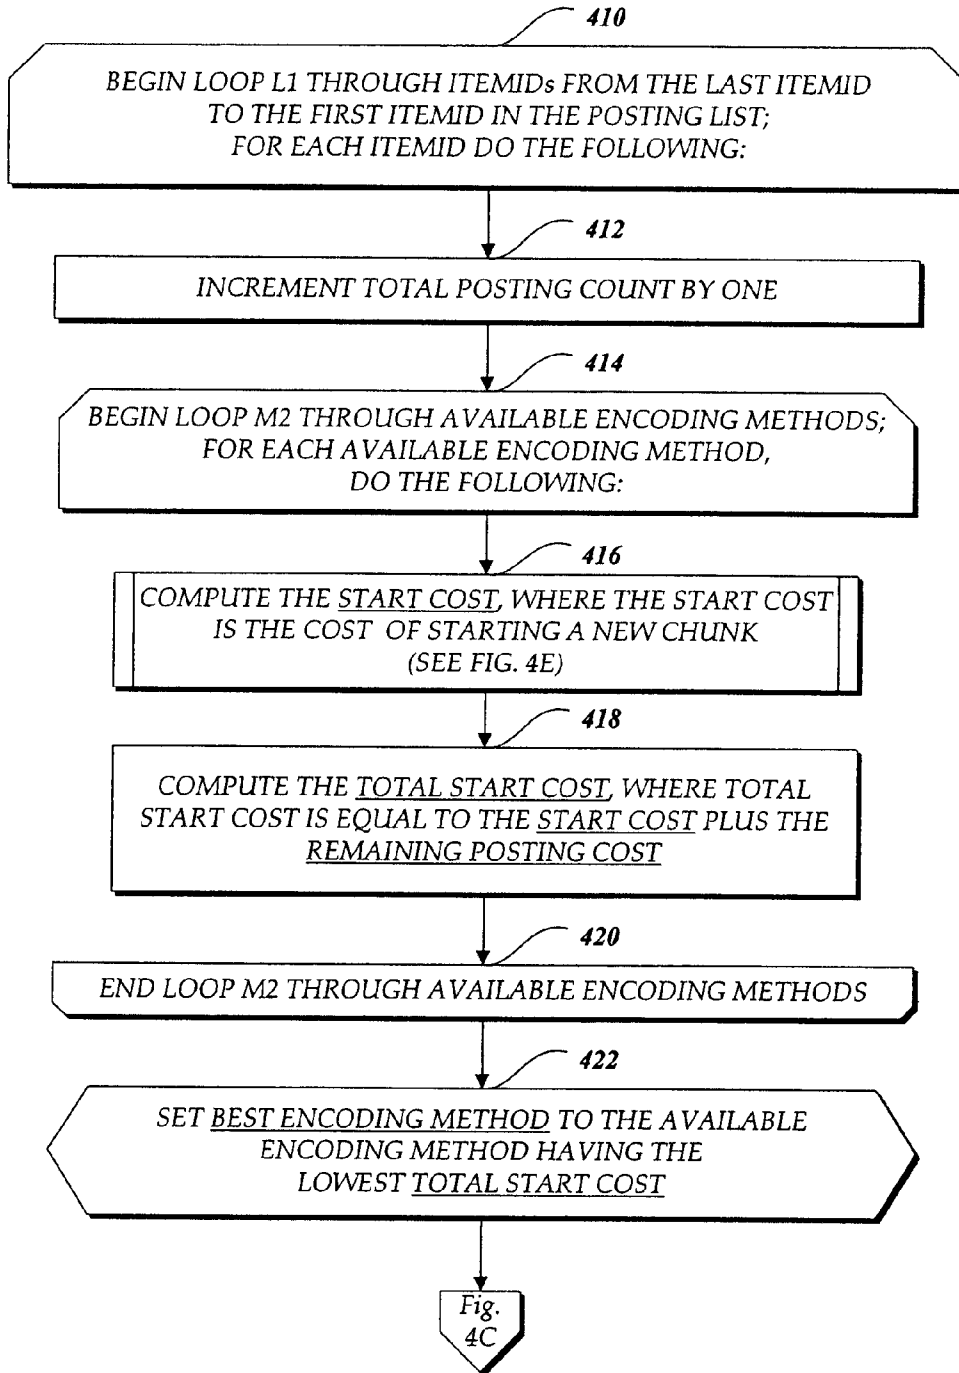 410
BEGIN LOOP L1 THROUGH ITEMIDs FROM THE LAST ITEMID
TO THE FIRST ITEMID IN THE POSTING LIST;
FOR EACH ITEMID DO THE FOLLOWING:
412
INCREMENT TOTAL POSTING COUNT BY ONE
414
BEGIN LOOP M2 THROUGH AVAILABLE ENCODING METHODS;
FOR EACH AVAILABLE ENCODING METHOD,
DO THE FOLLOWING:
416
COMPUTE THE START COST, WHERE THE START COST
IS THE COST OF STARTING A NEW CHUNK
(SEE FIG. 4E)
418
COMPUTE THE TOTAL START COST, WHERE TOTAL
START COST IS EQUAL TO THE START COST PLUS THE
REMAINING POSTING COST
420
END LOOP M2 THROUGH AVAILABLE ENCODING METHODS
422
SET BEST ENCODING METHOD TO THE AVAILABLE
ENCODING METHOD HAVING THE
LOWEST TOTAL START COST
Fig.
4C